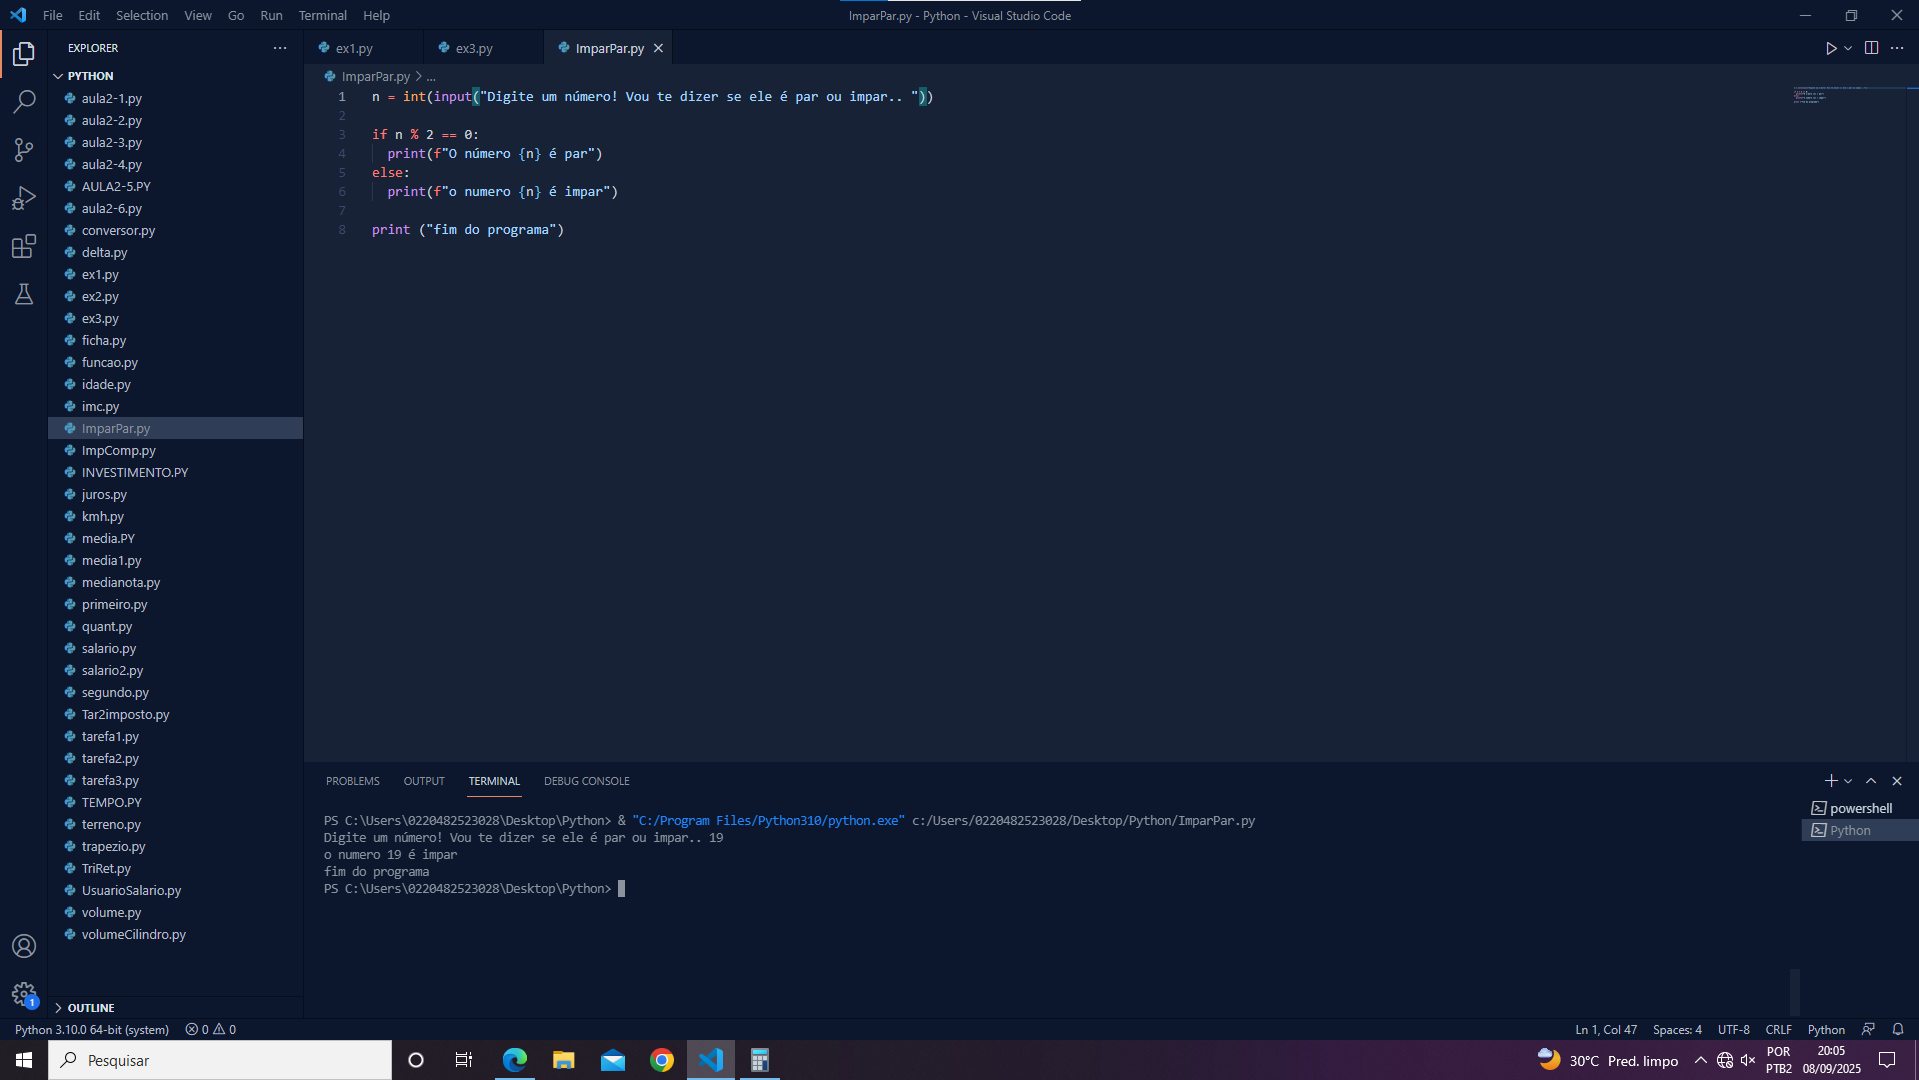 File Edit Selection View Go Run Terminal Help
ImparPar.py - Python - Visual Studio Code
EXPLORER
PYTHON
aula2-1.py
aula2-2.py
aula2-3.py
aula2-4.py
AULA2-5.PY
aula2-6.py
conversor.py
delta.py
ex1.py
ex2.py
ex3.py
ficha.py
funcao.py
idade.py
imc.py
ImparPar.py
ImpComp.py
INVESTIMENTO.PY
juros.py
kmh.py
media.PY
media1.py
medianota.py
primeiro.py
quant.py
salario.py
salario2.py
segundo.py
Tar2imposto.py
tarefa1.py
tarefa2.py
tarefa3.py
TEMPO.PY
terreno.py
trapezio.py
TriRet.py
UsuarioSalario.py
volume.py
volumeCilindro.py
OUTLINE
ex1.py ex3.py ImparPar.py
ImparPar.py > ...
1 n = int(input("Digite um número! Vou te dizer se ele é par ou impar.. "))
2
3 if n % 2 == 0:
4 print(f"O número {n} é par")
5 else:
6 print(f"o numero {n} é impar")
7
8 print ("fim do programa")
PROBLEMS OUTPUT TERMINAL DEBUG CONSOLE
PS C:\Users\0220482523028\Desktop\Python> & "C:/Program Files/Python310/python.exe" c:/Users/0220482523028/Desktop/Python/ImparPar.py
Digite um número! Vou te dizer se ele é par ou impar.. 19
o numero 19 é impar
fim do programa
PS C:\Users\0220482523028\Desktop\Python>
powershell
Python
1
Python 3.10.0 64-bit (system) 0 0
Ln 1, Col 47 Spaces: 4 UTF-8 CRLF Python
Pesquisar
30°C Pred. limpo
POR
PTB2
20:05
08/09/2025